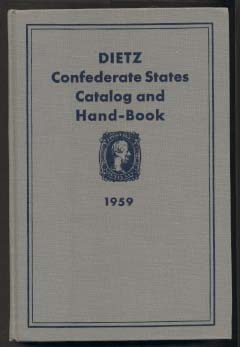 DIETZ
Confederate States
Catalog and
Hand-Book
1959